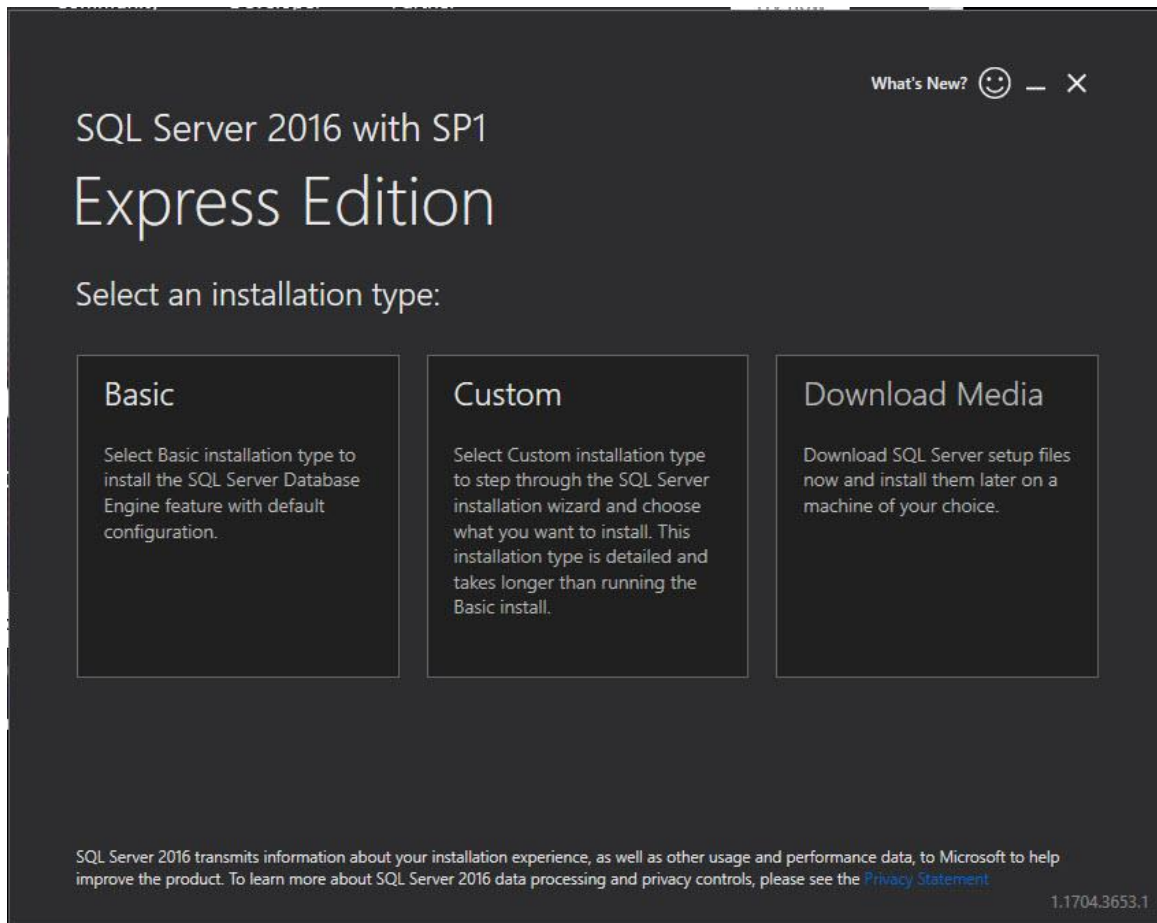 What's New?
SQL Server 2016 with SP1
Express Edition
Select an installation type:
Basic
Select Basic installation type to
install the SQL Server Database
Engine feature with default
configuration.
Custom
Select Custom installation type
to step through the SQL Server
installation wizard and choose
what you want to install. This
installation type is detailed and
takes longer than running the
Basic install.
Download Media
Download SQL Server setup files
now and install them later on a
machine of your choice.
SQL Server 2016 transmits information about your installation experience, as well as other usage and performance data, to Microsoft to help
improve the product. To learn more about SQL Server 2016 data processing and privacy controls, please see the Privacy Statement
1.1704.3653.1